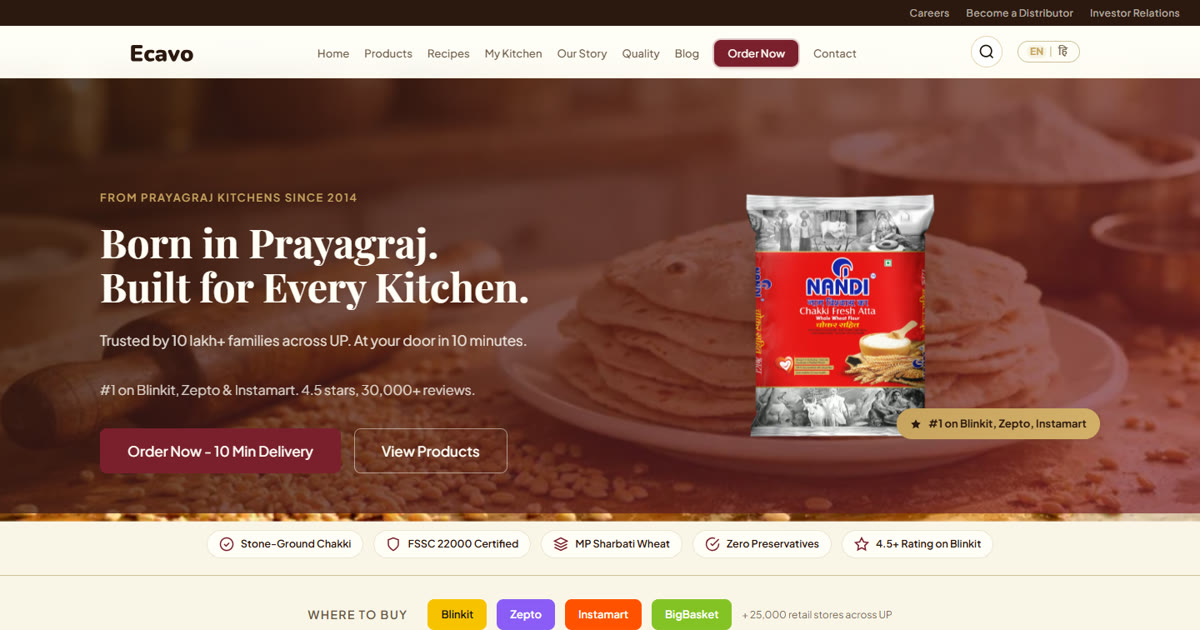 Careers Become a Distributor Investor Relations
Ecavo Home Products Recipes My Kitchen Our Story Quality Blog Order Now Contact EN | हि
FROM PRAYAGRAJ KITCHENS SINCE 2014
Born in Prayagraj.
Built for Every Kitchen.
Trusted by 10 lakh+ families across UP. At your door in 10 minutes.
#1 on Blinkit, Zepto & Instamart. 4.5 stars, 30,000+ reviews.
Order Now - 10 Min Delivery View Products
NANDI
Chakki Fresh Atta
Whole Wheat Flour
चोकर सहित
★ #1 on Blinkit, Zepto, Instamart
Stone-Ground Chakki FSSC 22000 Certified MP Sharbati Wheat Zero Preservatives 4.5+ Rating on Blinkit
WHERE TO BUY Blinkit Zepto Instamart BigBasket + 25,000 retail stores across UP